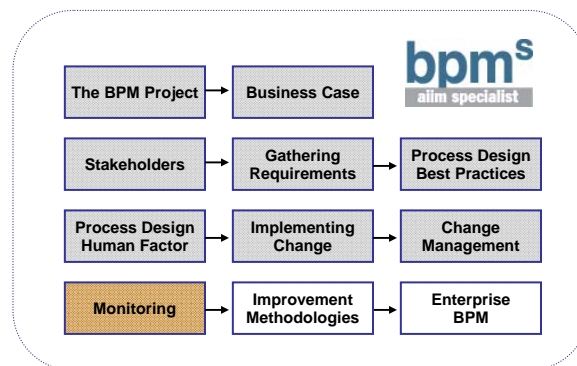 bpms
aiim specialist
The BPM Project
Business Case
Stakeholders
Gathering
Requirements
Process Design
Best Practices
Process Design
Human Factor
Implementing
Change
Change
Management
Monitoring
Improvement
Methodologies
Enterprise
BPM